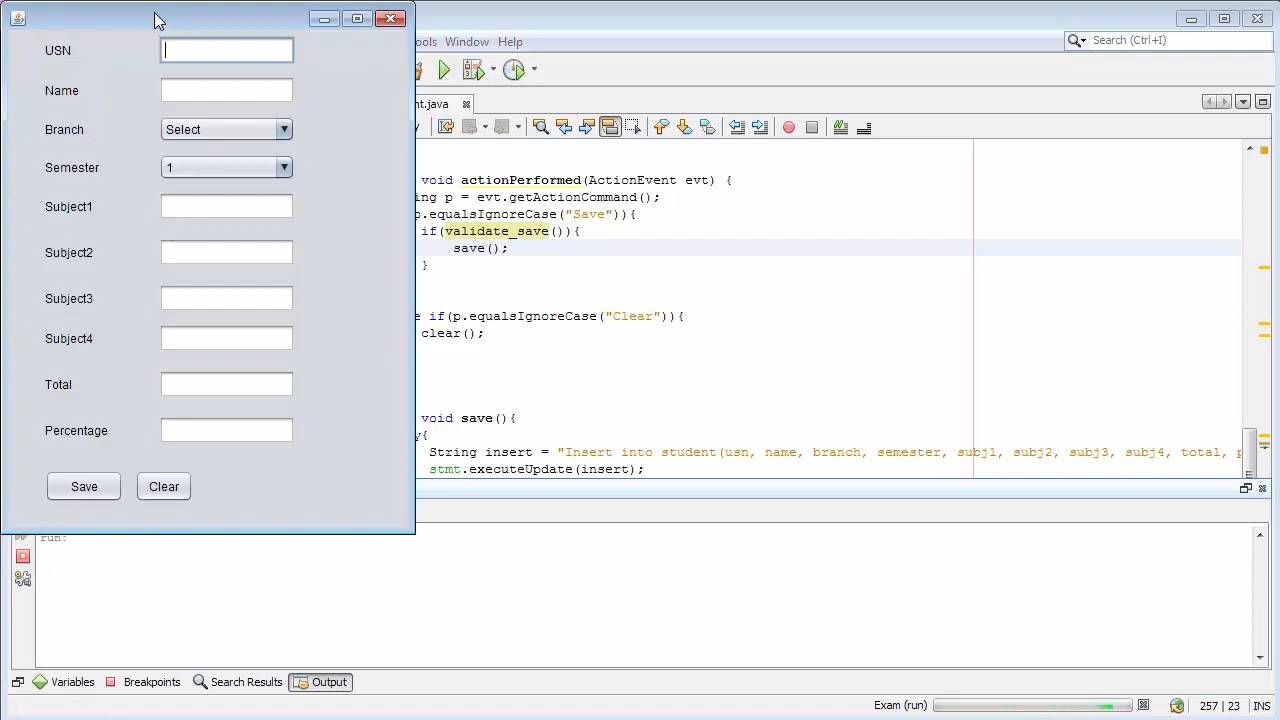 USN
Name
Branch
Select
Semester
1
Subject1
Subject2
Subject3
Subject4
Total
Percentage
Save
Clear
ools Window Help
Search (Ctrl+I)
nt.java
void actionPerformed(ActionEvent evt) {
ing p = evt.getActionCommand();
p.equalsIgnoreCase("Save")){
if(validate_save()){
save();
}
e if(p.equalsIgnoreCase("Clear")){
clear();
void save(){
y{
String insert = "Insert into student(usn, name, branch, semester, subj1, subj2, subj3, subj4, total, p
stmt.executeUpdate(insert);
run:
Variables
Breakpoints
Search Results
Output
Exam (run)
257 | 23
INS